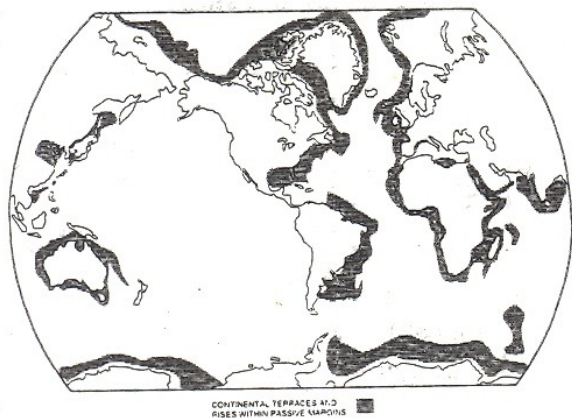 CONTINENTAL TERRACES AND
RISES WITHIN PASSIVE MARGINS